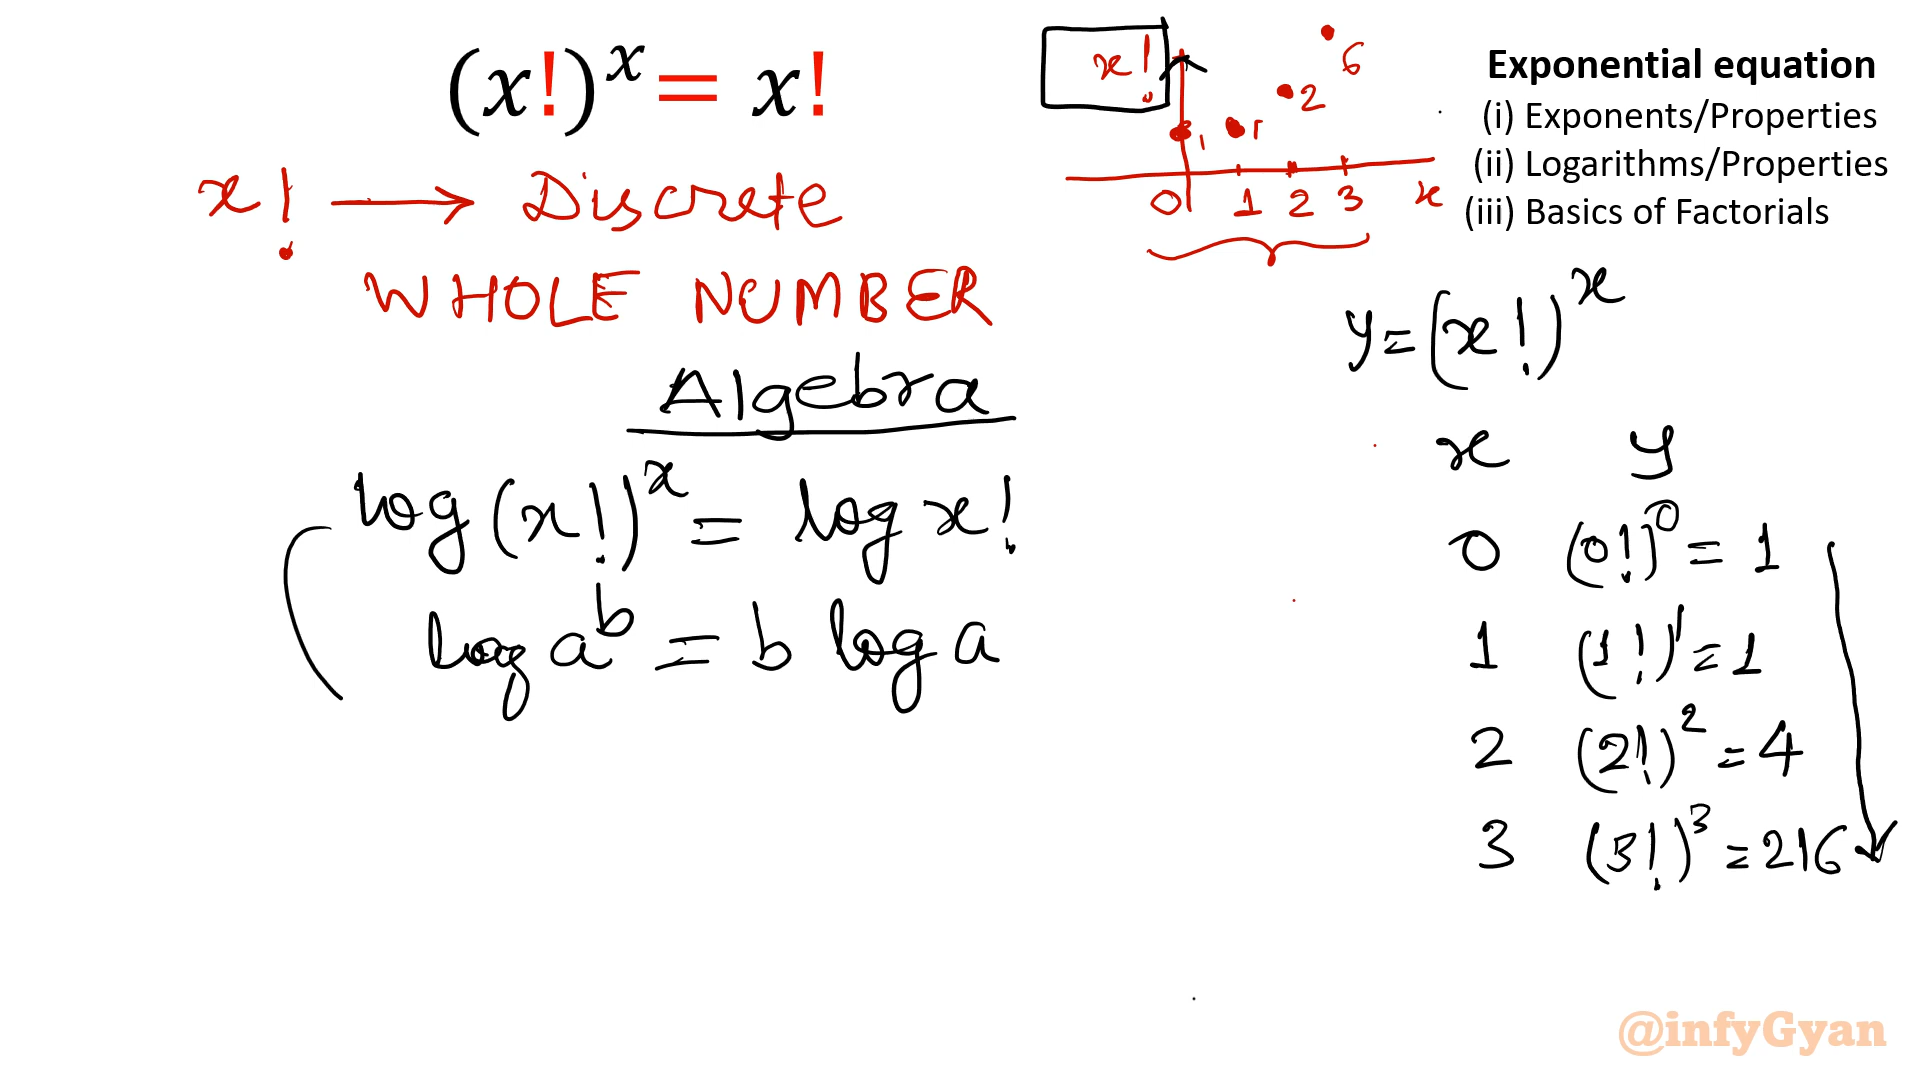 (x!)^x = x!
x! → Discrete
WHOLE NUMBER
Algebra
log (x!)^x = log x!
log a^b = b log a
x!
6
2
1 1
0 1 2 3 x
Exponential equation
(i) Exponents/Properties
(ii) Logarithms/Properties
(iii) Basics of Factorials
y = (x!)^x
x y
0 (0!)^0 = 1
1 (1!)^1 = 1
2 (2!)^2 = 4
3 (3!)^3 = 216
@infyGyan